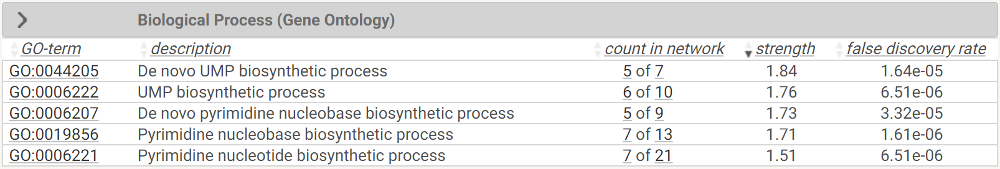 Biological Process (Gene Ontology)
GO-term description count in network strength false discovery rate
GO:0044205 De novo UMP biosynthetic process 5 of 7 1.84 1.64e-05
GO:0006222 UMP biosynthetic process 6 of 10 1.76 6.51e-06
GO:0006207 De novo pyrimidine nucleobase biosynthetic process 5 of 9 1.73 3.32e-05
GO:0019856 Pyrimidine nucleobase biosynthetic process 7 of 13 1.71 1.61e-06
GO:0006221 Pyrimidine nucleotide biosynthetic process 7 of 21 1.51 6.51e-06